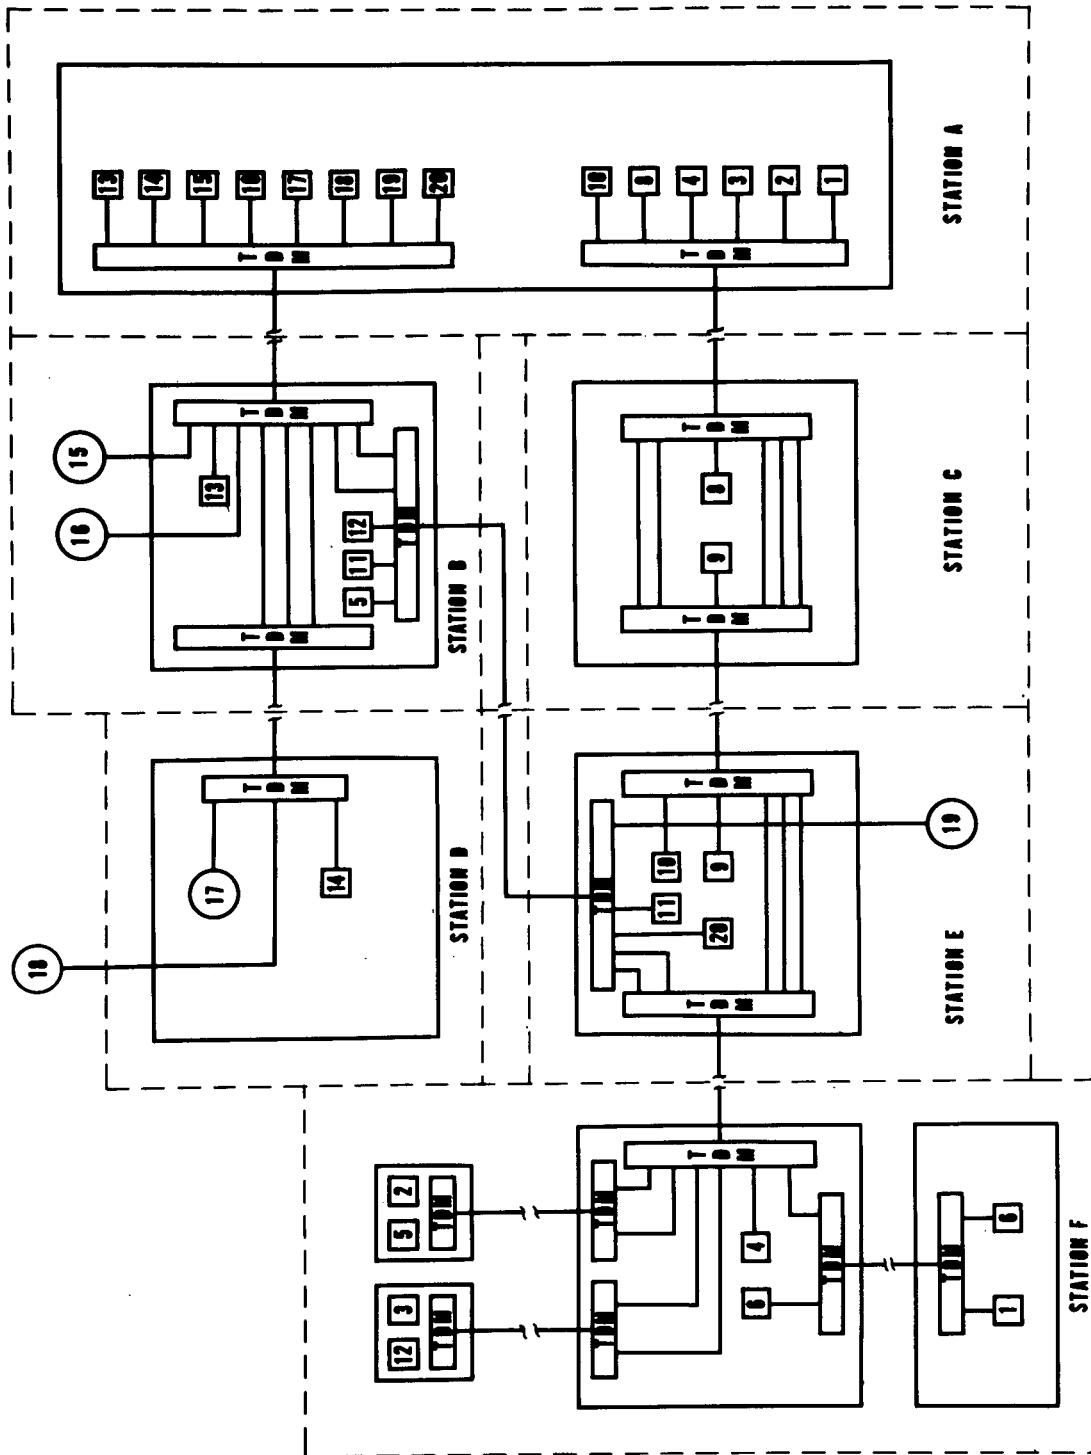 13
14
15
16
17
18
19
20
TDM
10
8
4
3
2
1
TDM
STATION A
15
16
13
TDM
12
11
5
TDM
TDM
STATION B
TDM
8
9
TDM
STATION C
TDM
17
18
14
STATION D
TDM
19
10
9
TDM
11
20
TDM
STATION E
2
5
TDM
TDM
TDM
3
12
TDM
TDM
4
6
TDM
TDM
6
1
STATION F